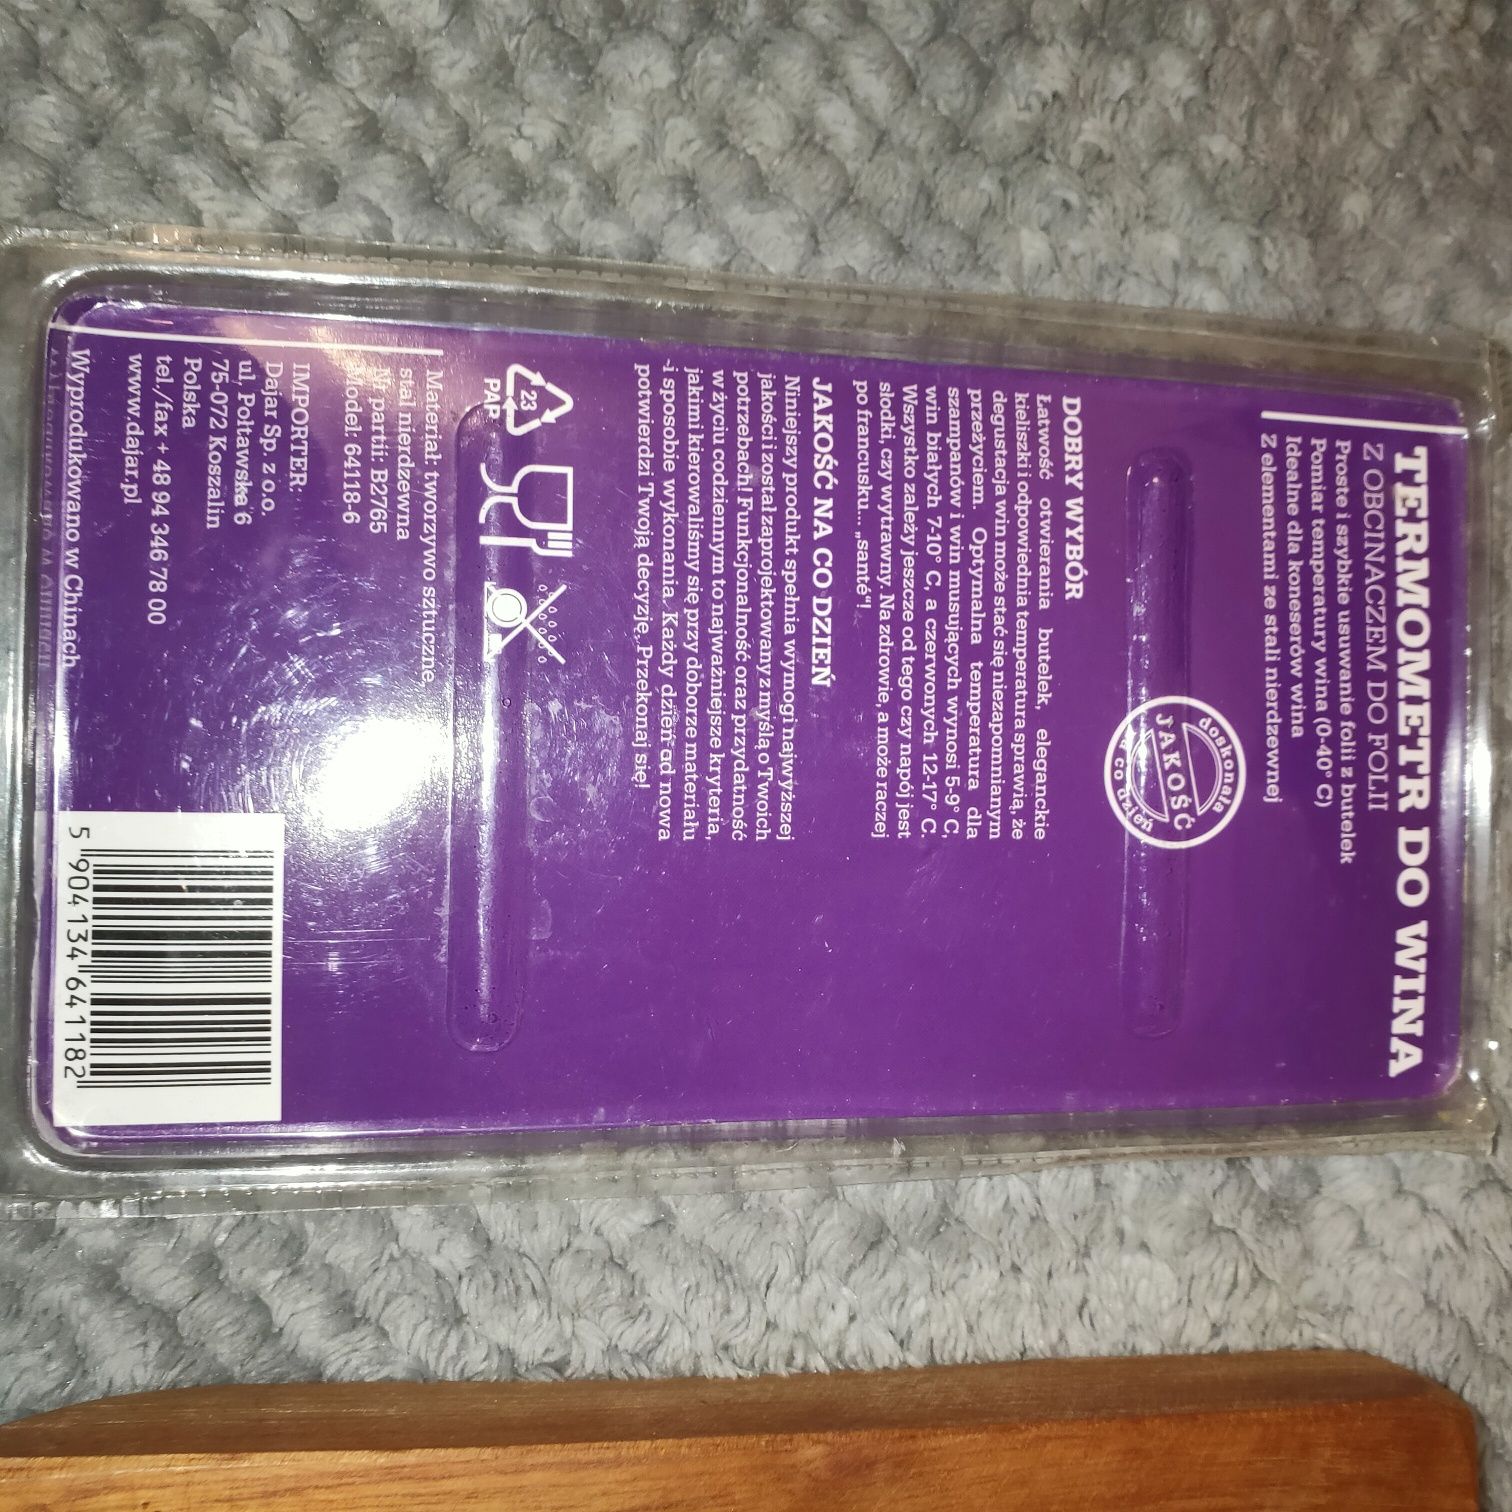 TERMOMETR DO WINA
Z OBCINACZEM DO FOLII
Proste i szybkie usuwanie folii z butelek
Pomiar temperatury wina (0-40° C)
Idealne dla koneserów wina
Z elementami ze stali nierdzewnej
doskonała
JAKOŚĆ
co dzień
DOBRY WYBÓR
Łatwość otwierania butelek, eleganckie
kieliszki i odpowiednia temperatura sprawią, że
degustacja win może stać się niezapomnianym
przeżyciem. Optymalna temperatura dla
szampanów i win musujących wynosi 5-9° C,
win białych 7-10° C, a czerwonych 12-17° C.
Wszystko zależy jeszcze od tego czy napój jest
słodki, czy wytrawny. Na zdrowie, a może raczej
po francusku... „santé"!
JAKOŚĆ NA CO DZIEŃ
Niniejszy produkt spełnia wymogi najwyższej
jakości i został zaprojektowany z myślą o Twoich
potrzebach! Funkcjonalność oraz przydatność
w życiu codziennym to najważniejsze kryteria,
jakimi kierowaliśmy się przy doborze materiału
i sposobie wykonania. Każdy dzień od nowa
potwierdzi Twoją decyzję. Przekonaj się!
23
PAP
Materiał: tworzywo sztuczne,
stal nierdzewna
Nr. partii: B2765
Model: 64118-6
IMPORTER:
Dajar Sp. z o.o.
ul. Połtawska 6
75-072 Koszalin
Polska
tel./fax + 48 94 346 78 00
www.dajar.pl
Wyprodukowano w Chinach
5 904134 641182